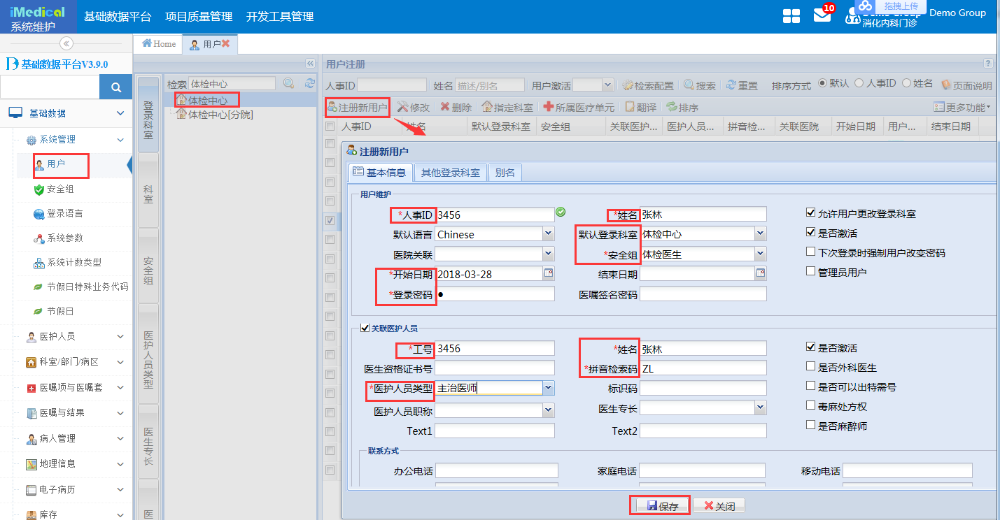 iMedical
系统维护
基础数据平台 项目质量管理 开发工具管理
10
拖拽上传
Demo Group
消化内科门诊
Demo Group
Home
用户
基础数据平台V3.9.0
基础数据
系统管理
用户
安全组
登录语言
系统参数
系统计数类型
节假日特殊业务代码
节假日
医护人员
科室/部门/病区
医嘱项与医嘱套
医嘱与结果
病人管理
地理信息
电子病历
库存
登录科室
科室
安全组
医护人员类型
医生专长
医
检索 体检中心
体检中心
体检中心[分院]
用户注册
人事ID 姓名 描述/别名 用户激活 检索配置 搜索 重置 排序方式 默认 人事ID 姓名 页面说明
注册新用户 修改 删除 指定科室 所属医疗单元 翻译 排序 更多功能
人事ID 姓名 默认登录科室 安全组 关联医护... 医护人员... 拼音检... 关联医院 开始日期 用户... 结束日期
注册新用户
基本信息 其他登录科室 别名
用户维护
*人事ID 3456 *姓名 张林 允许用户更改登录科室
默认语言 Chinese 默认登录科室 体检中心 是否激活
医院关联 *安全组 体检医生 下次登录时强制用户改变密码
*开始日期 2018-03-28 结束日期 管理员用户
*登录密码 ● 医嘱签名密码
关联医护人员
*工号 3456 *姓名 张林 是否激活
医生资格证书号 *拼音检索码 ZL 是否外科医生
*医护人员类型 主治医师 标识码 是否可以出特需号
医护人员职称 医生专长 毒麻处方权
Text1 Text2 是否麻醉师
联系方式
办公电话 家庭电话 移动电话
保存 关闭